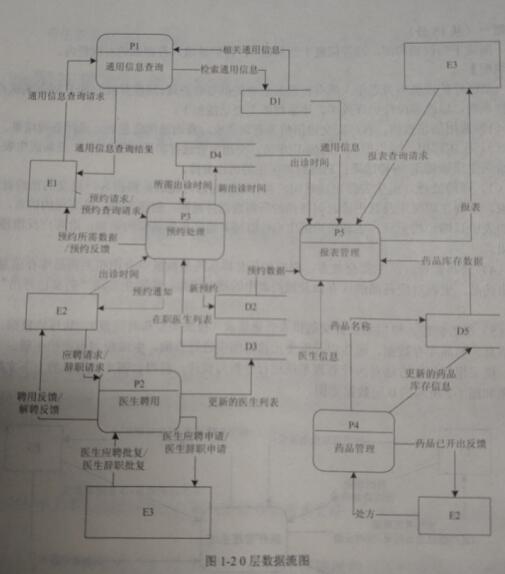 P1
通用信息查询
相关通用信息
检索通用信息
E3
D1
通用信息查询请求
通用信息查询结果
D4
通用信息
出诊时间
报表查询请求
E1
所需出诊时间
新出诊时间
预约请求/
预约查询请求
P3
预约处理
P5
报表管理
报表
预约所需数据
/预约反馈
药品库存数据
出诊时间
预约数据
预约通知
新预约
E2
D2
在职医生列表
药品名称
D5
D3
医生信息
应聘请求/
辞职请求
聘用反馈/
解聘反馈
P2
医生聘用
更新的医生列表
更新的药品
库存信息
P4
药品管理
医生应聘申请/
医生辞职申请
药品已开出反馈
医生应聘批复/
医生辞职批复
E3
处方
E2
图 1-2 0 层数据流图